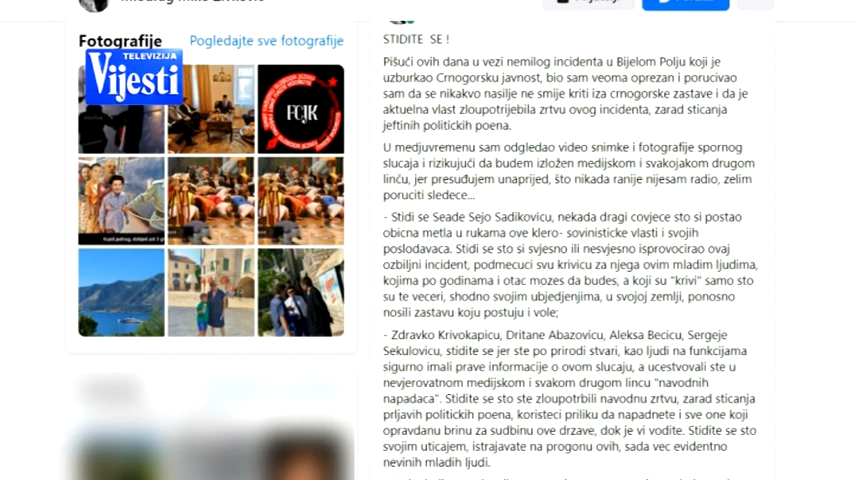 Fotografije
Pogledajte sve fotografije
TELEVIZIJA
Vijesti
FCJK
STIDITE SE !
Pišući ovih dana u vezi nemilog incidenta u Bijelom Polju koji je
uzburkao Crnogorsku javnost, bio sam veoma oprezan i porucivao
sam da se nikakvo nasilje ne smije kriti iza crnogorske zastave i da je
aktuelna vlast zloupotrijebila zrtvu ovog incidenta, zarad sticanja
jeftinih politickih poena.
U medjuvremenu sam odgledao video snimke i fotografije spornog
slucaja i rizikujući da budem izložen medijskom i svakojakom drugom
linču, jer presuđujem unaprijed, što nikada ranije nijesam radio, zelim
poruciti sledece...
- Stidi se Seade Sejo Sadikovicu, nekada dragi covjece sto si postao
obicna metla u rukama ove klero- sovinisticke vlasti i svojih
poslodavaca. Stidi se sto si svjesno ili nesvjesno isprovocirao ovaj
ozbiljni incident, podmecuci svu krivicu za njega ovim mladim ljudima,
kojima po godinama i otac mozes da budes, a koji su "krivi" samo sto
su te veceri, shodno svojim ubjedjenjima, u svojoj zemlji, ponosno
nosili zastavu koju postuju i vole;
- Zdravko Krivokapicu, Dritane Abazovicu, Aleksa Becicu, Sergeje
Sekulovicu, stidite se jer ste po prirodi stvari, kao ljudi na funkcijama
sigurno imali prave informacije o ovom slucaju, a ucestvovali ste u
nevjerovatnom medijskom i svakom drugom lincu "navodnih
napadaca". Stidite se sto ste zloupotrbili navodnu zrtvu, zarad sticanja
prljavih politickih poena, koristeci priliku da napadnete i sve one koji
opravdanu brinu za sudbinu ove drzave, dok je vi vodite. Stidite se sto
svojim uticajem, istrajavate na progonu ovih, sada vec evidentno
nevinih mladih ljudi.